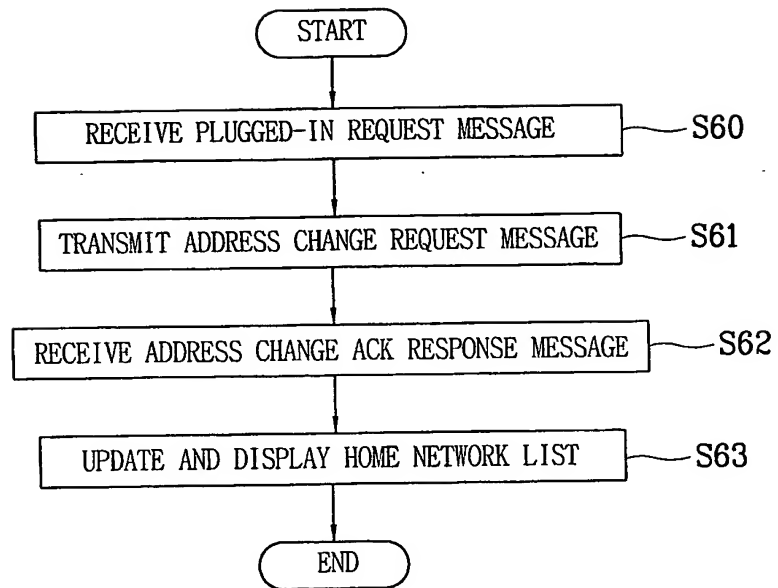 START
RECEIVE PLUGGED-IN REQUEST MESSAGE
S60
TRANSMIT ADDRESS CHANGE REQUEST MESSAGE
S61
RECEIVE ADDRESS CHANGE ACK RESPONSE MESSAGE
S62
UPDATE AND DISPLAY HOME NETWORK LIST
S63
END